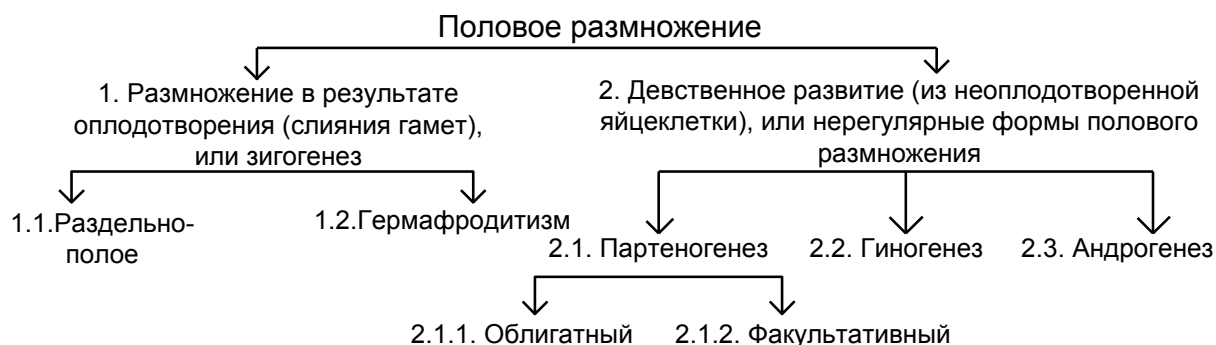 Половое размножение
1. Размножение в результате
оплодотворения (слияния гамет),
или зигогенез
2. Девственное развитие (из неоплодотворенной
яйцеклетки), или нерегулярные формы полового
размножения
1.1.Раздельно-
полое
1.2.Гермафродитизм
2.1. Партеногенез
2.2. Гиногенез
2.3. Андрогенез
2.1.1. Облигатный
2.1.2. Факультативный